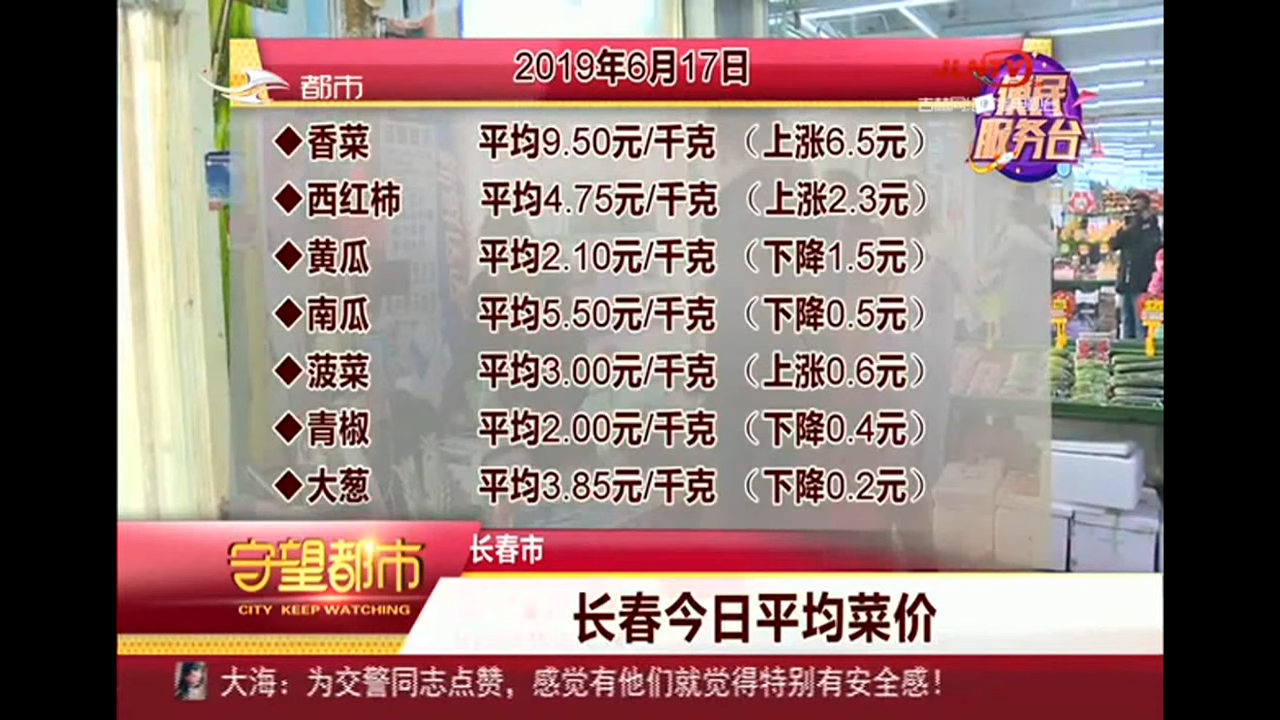 2019年6月17日
都市
JLNTV
服务台
◆香菜 平均9.50元/千克 （上涨6.5元）
◆西红柿 平均4.75元/千克 （上涨2.3元）
◆黄瓜 平均2.10元/千克 （下降1.5元）
◆南瓜 平均5.50元/千克 （下降0.5元）
◆菠菜 平均3.00元/千克 （上涨0.6元）
◆青椒 平均2.00元/千克 （下降0.4元）
◆大葱 平均3.85元/千克 （下降0.2元）
守望都市
CITY KEEP WATCHING
长春市
长春今日平均菜价
大海：为交警同志点赞，感觉有他们就觉得特别有安全感！